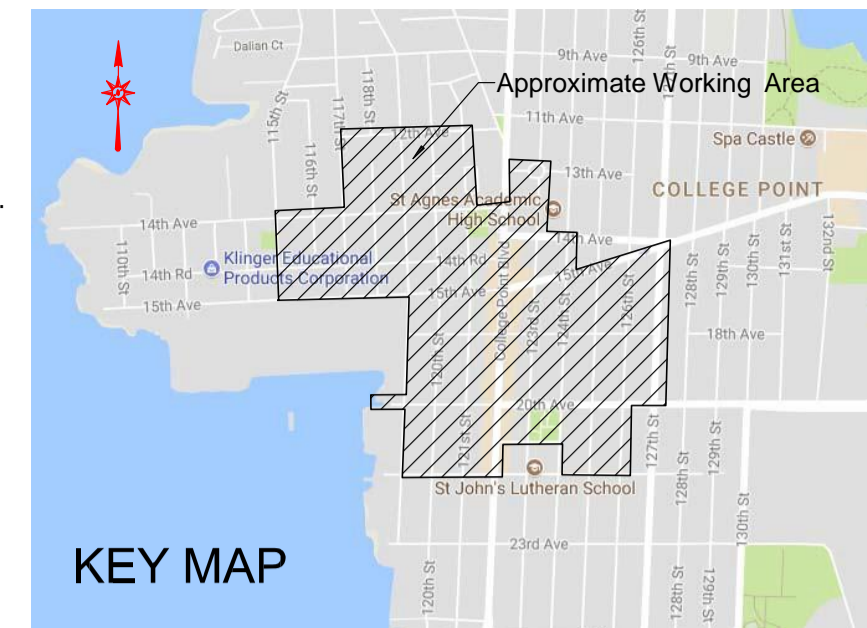 Dalian Ct
9th Ave
126th St
9th Ave
127th St
Approximate Working Area
115th St
117th St
118th St
12th Ave
11th Ave
Spa Castle
116th St
13th Ave
St Agnes Academic
High School
COLLEGE POINT
14th Ave
14th Ave
132nd St
131st St
130th St
129th St
128th St
110th St
Klinger Educational
Products Corporation
14th Rd
14th Rd
15th Ave
15th Ave
15th Ave
College Point Blvd
123rd St
124th St
126th St
18th Ave
120th St
20th Ave
121st St
127th St
129th St
128th St
St John's Lutheran School
130th St
23rd Ave
KEY MAP
120th St
128th St
129th St
.